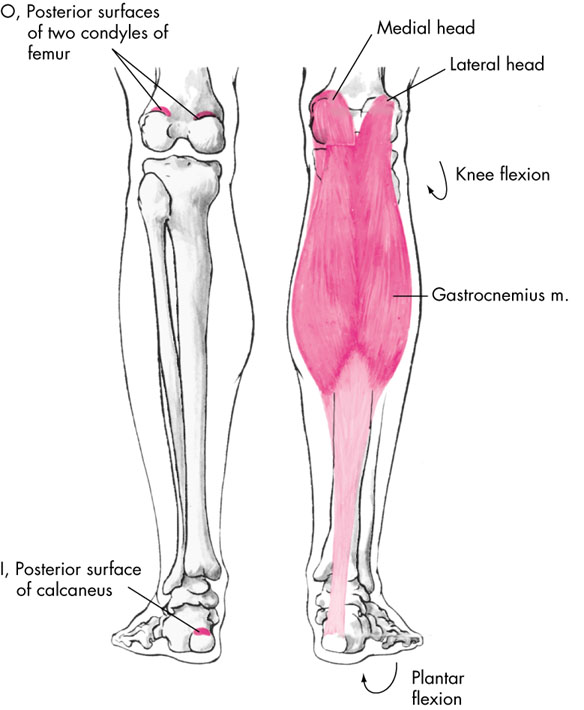 O, Posterior surfaces
of two condyles of
femur
Medial head
Lateral head
Knee flexion
Gastrocnemius m.
I, Posterior surface
of calcaneus
Plantar
flexion